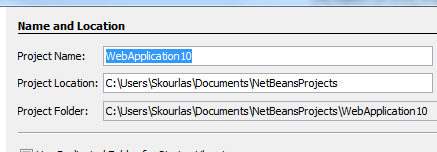 Name and Location
Project Name: WebApplication10
Project Location: C:\Users\Skourlas\Documents\NetBeansProjects
Project Folder: C:\Users\Skourlas\Documents\NetBeansProjects\WebApplication10